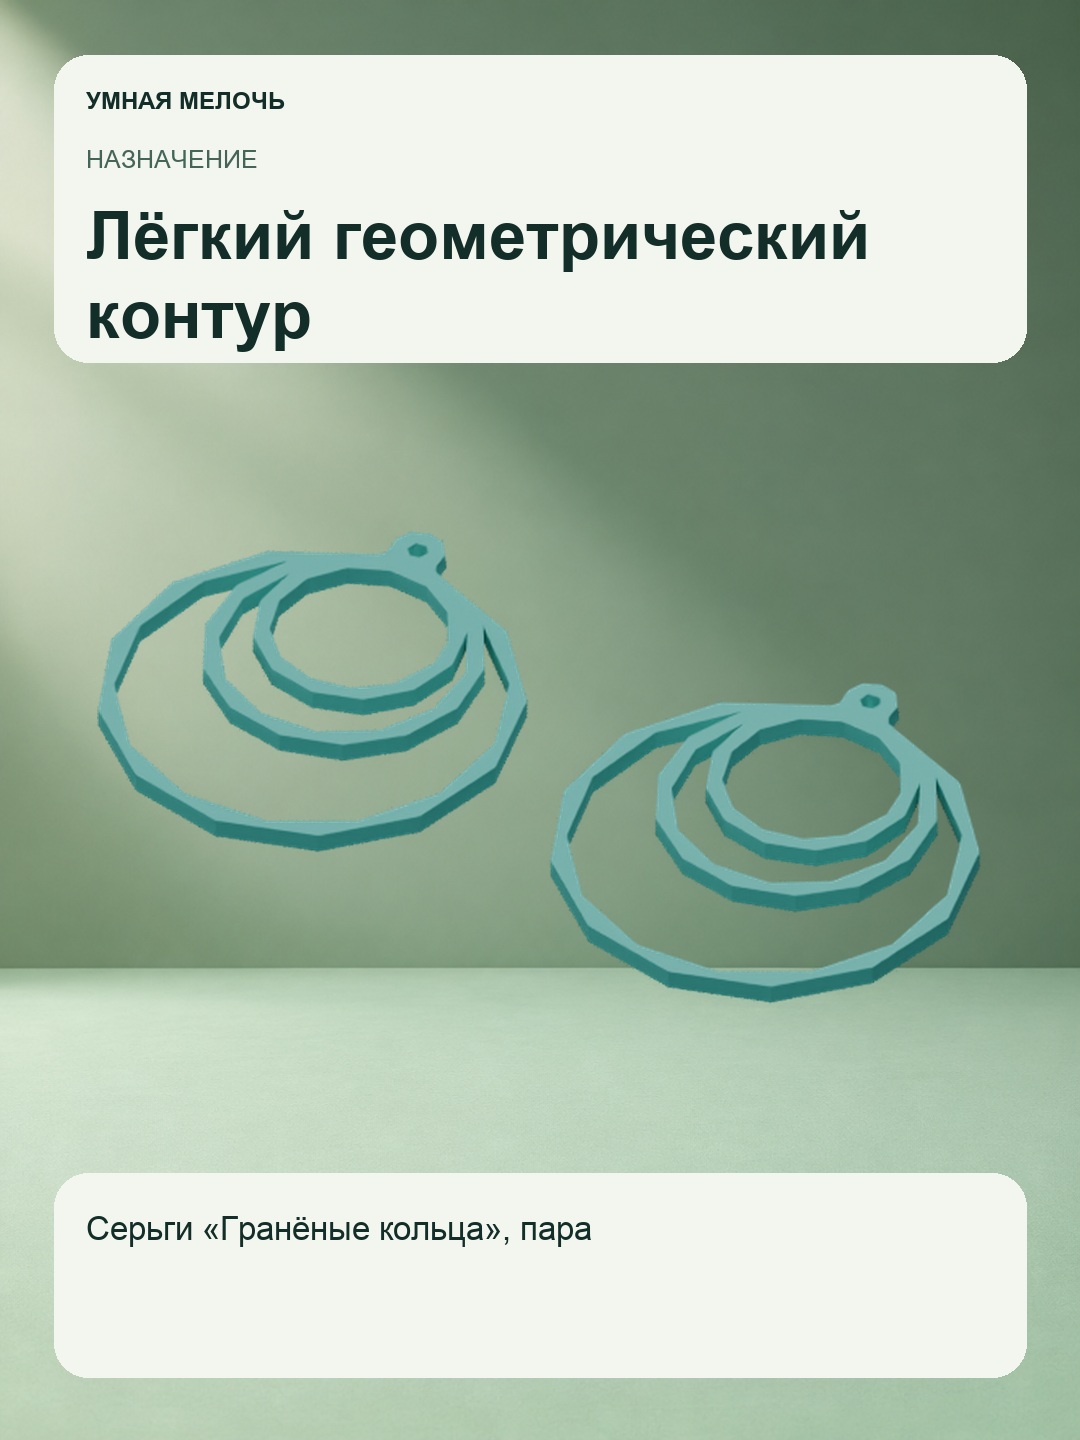 УМНАЯ МЕЛОЧЬ
НАЗНАЧЕНИЕ
Лёгкий геометрический
контур
Серьги «Гранёные кольца», пара